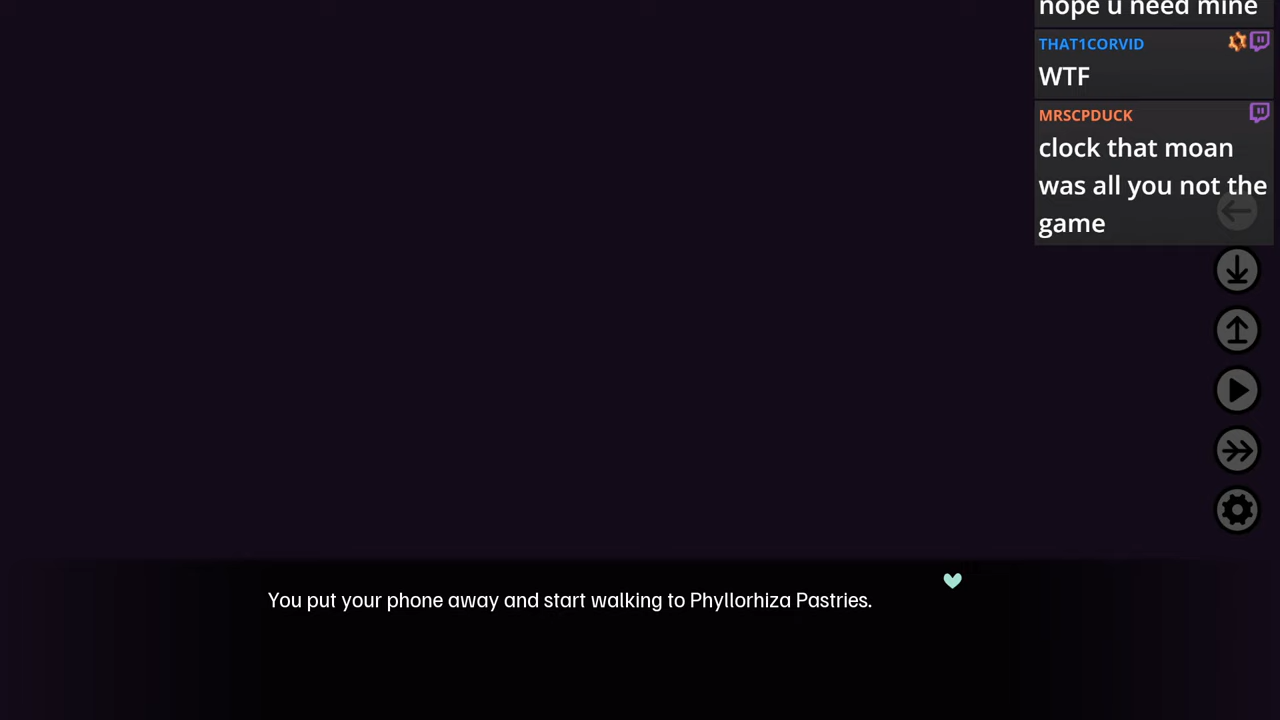 nope u need mine
THAT1CORVID
WTF
MRSCPDUCK
clock that moan
was all you not the
game
You put your phone away and start walking to Phyllorhiza Pastries.